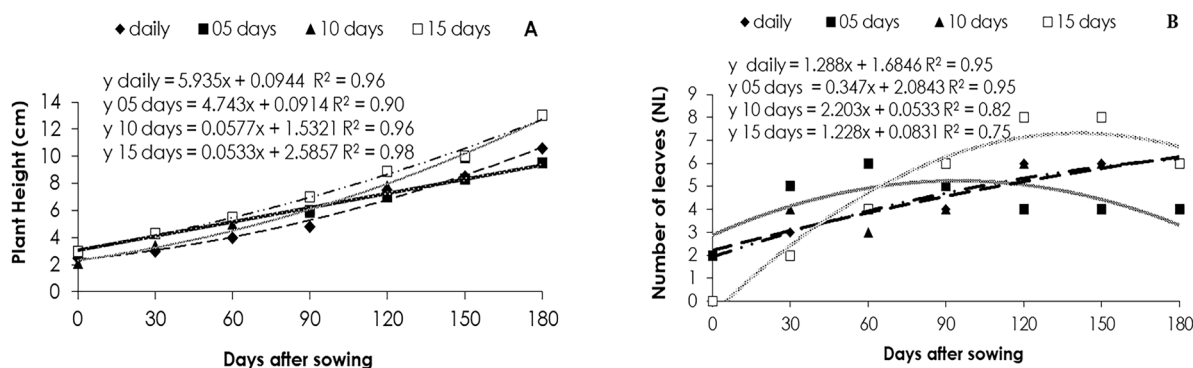 daily 05 days 10 days 15 days A
y daily = 5.935x + 0.0944 R² = 0.96
y 05 days = 4.743x + 0.0914 R² = 0.90
y 10 days = 0.0577x + 1.5321 R² = 0.96
y 15 days = 0.0533x + 2.5857 R² = 0.98
Plant Height (cm)
14
12
10
8
6
4
2
0
0 30 60 90 120 150 180
Days after sowing
daily 05 days 10 days 15 days B
y daily = 1.288x + 1.6846 R² = 0.95
y 05 days = 0.347x + 2.0843 R² = 0.95
y 10 days = 2.203x + 0.0533 R² = 0.82
y 15 days = 1.228x + 0.0831 R² = 0.75
Number of leaves (NL)
9
8
7
6
5
4
3
2
1
0
0 30 60 90 120 150 180
Days after sowing